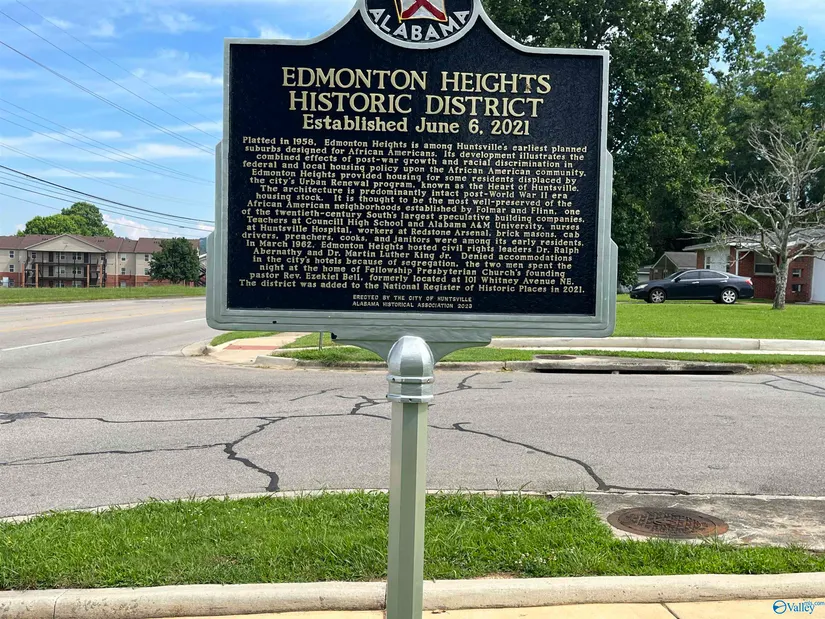 ALABAMA
EDMONTON HEIGHTS
HISTORIC DISTRICT
Established June 6, 2021
Platted in 1958, Edmonton Heights is among Huntsville's earliest planned
suburbs designed for African Americans. Its development illustrates the
combined effects of post-war growth and racial discrimination in
federal and local housing policy upon the African American community.
Edmonton Heights provided housing for some residents displaced by
the city's Urban Renewal program, known as the Heart of Huntsville.
The architecture is predominantly intact post-World War II era
housing stock. It is thought to be the most well-preserved of the
African American neighborhoods established by Folmar and Flinn, one
of the twentieth-century South's largest speculative building companies.
Teachers at Councill High School and Alabama A&M University, nurses
at Huntsville Hospital, workers at Redstone Arsenal, brick masons, cab
drivers, preachers, cooks, and janitors were among its early residents.
In March 1962, Edmonton Heights hosted civil rights leaders Dr. Ralph
Abernathy and Dr. Martin Luther King Jr. Denied accommodations
in the city's hotels because of segregation, the two men spent the
night at the home of Fellowship Presbyterian Church's founding
pastor Rev. Ezekiel Bell, formerly located at 101 Whitney Avenue NE.
The district was added to the National Register of Historic Places in 2021.
ERECTED BY THE CITY OF HUNTSVILLE
ALABAMA HISTORICAL ASSOCIATION 2023
Valley